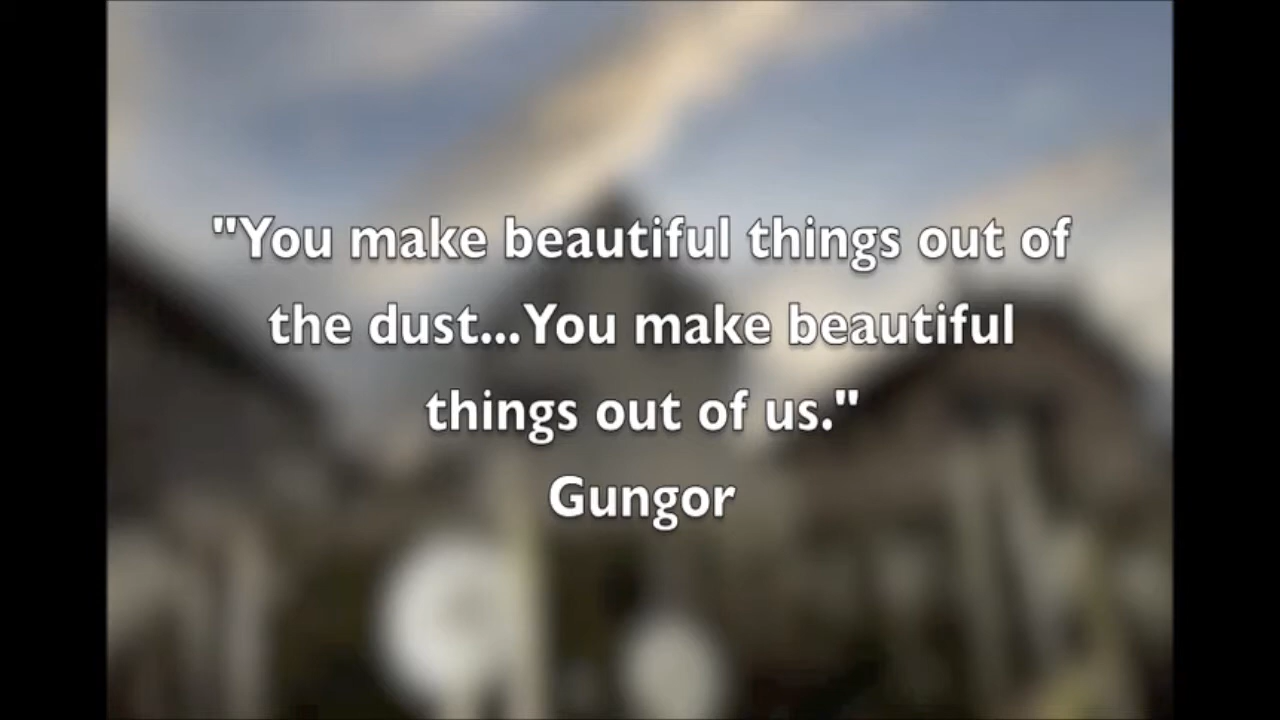 "You make beautiful things out of
the dust...You make beautiful
things out of us."
Gungor